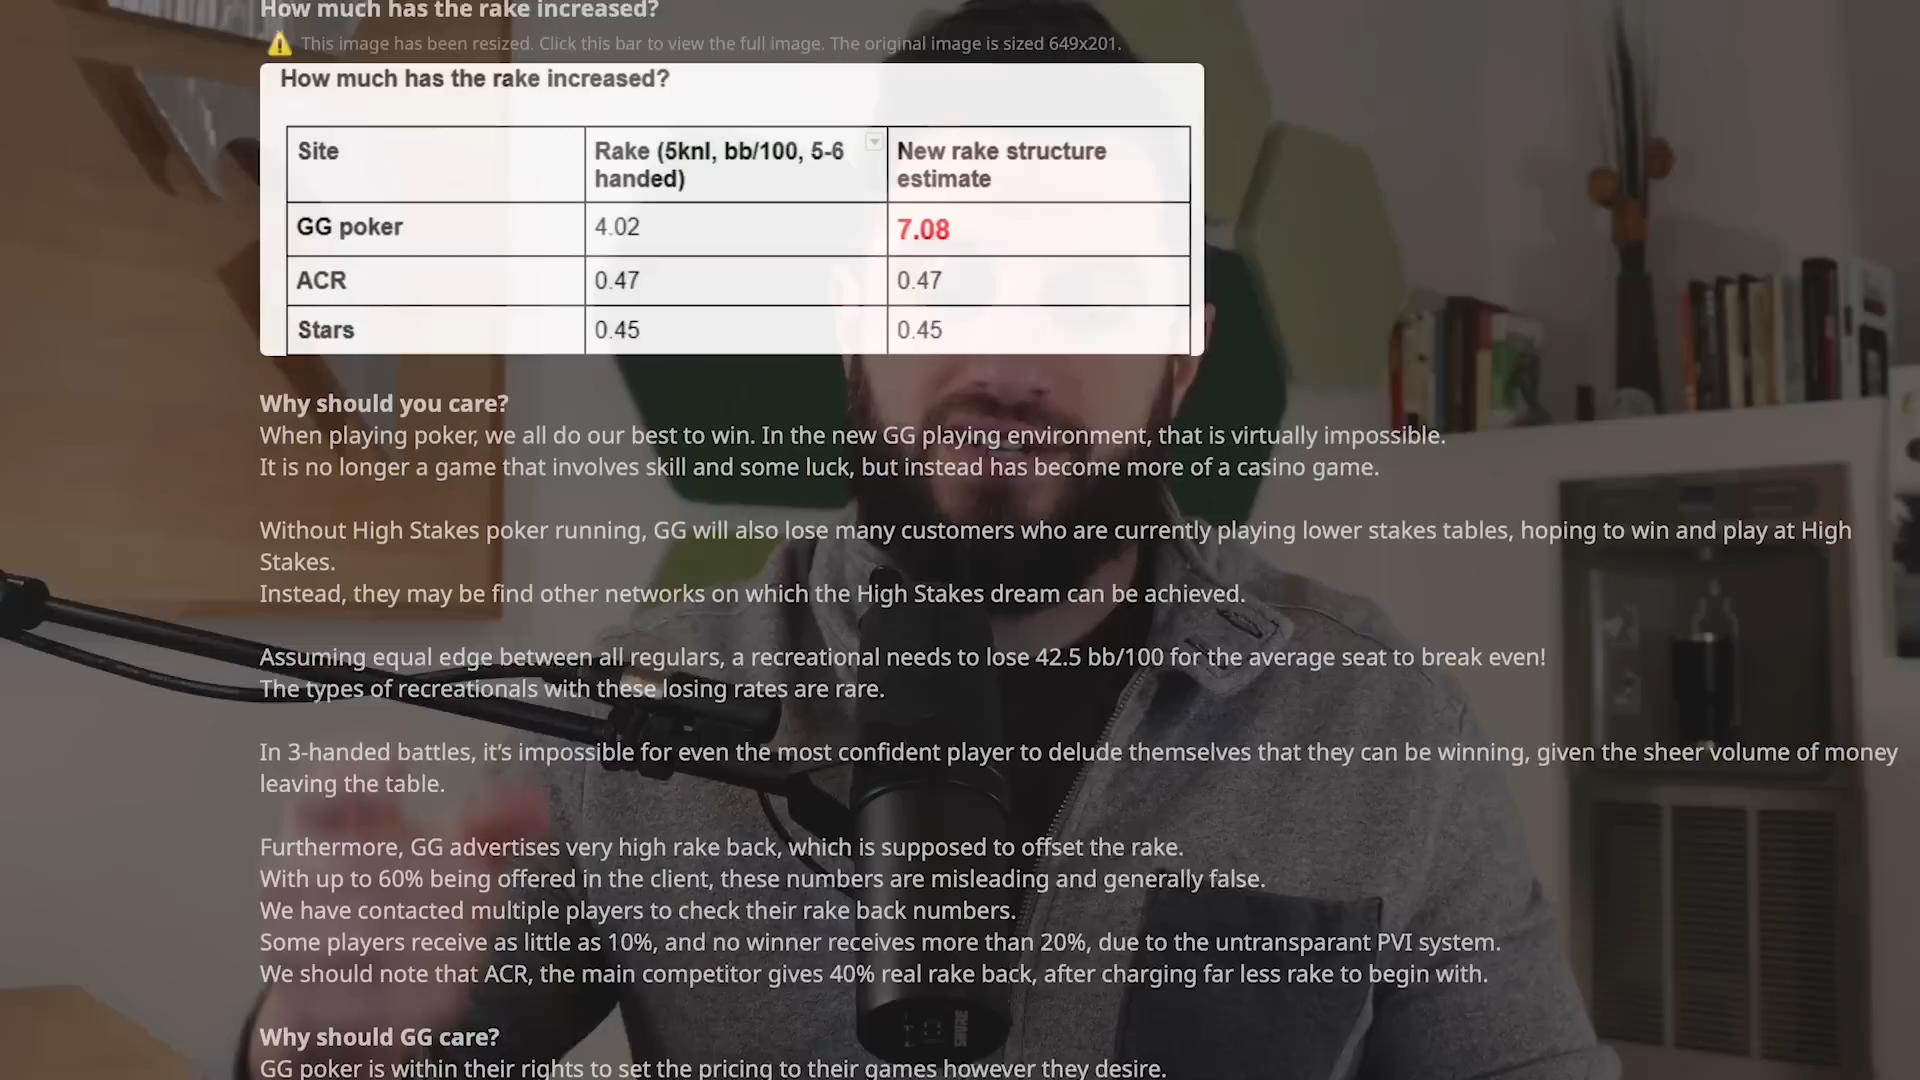 How much has the rake increased?
This image has been resized. Click this bar to view the full image. The original image is sized 649x201.
How much has the rake increased?
Site
Rake (5knl, bb/100, 5-6
handed)
New rake structure
estimate
GG poker
4.02
7.08
ACR
0.47
0.47
Stars
0.45
0.45
Why should you care?
When playing poker, we all do our best to win. In the new GG playing environment, that is virtually impossible.
It is no longer a game that involves skill and some luck, but instead has become more of a casino game.
Without High Stakes poker running, GG will also lose many customers who are currently playing lower stakes tables, hoping to win and play at High
Stakes.
Instead, they may be find other networks on which the High Stakes dream can be achieved.
Assuming equal edge between all regulars, a recreational needs to lose 42.5 bb/100 for the average seat to break even!
The types of recreationals with these losing rates are rare.
In 3-handed battles, it’s impossible for even the most confident player to delude themselves that they can be winning, given the sheer volume of money
leaving the table.
Furthermore, GG advertises very high rake back, which is supposed to offset the rake.
With up to 60% being offered in the client, these numbers are misleading and generally false.
We have contacted multiple players to check their rake back numbers.
Some players receive as little as 10%, and no winner receives more than 20%, due to the untransparant PVI system.
We should note that ACR, the main competitor gives 40% real rake back, after charging far less rake to begin with.
Why should GG care?
GG poker is within their rights to set the pricing to their games however they desire.
SHURE